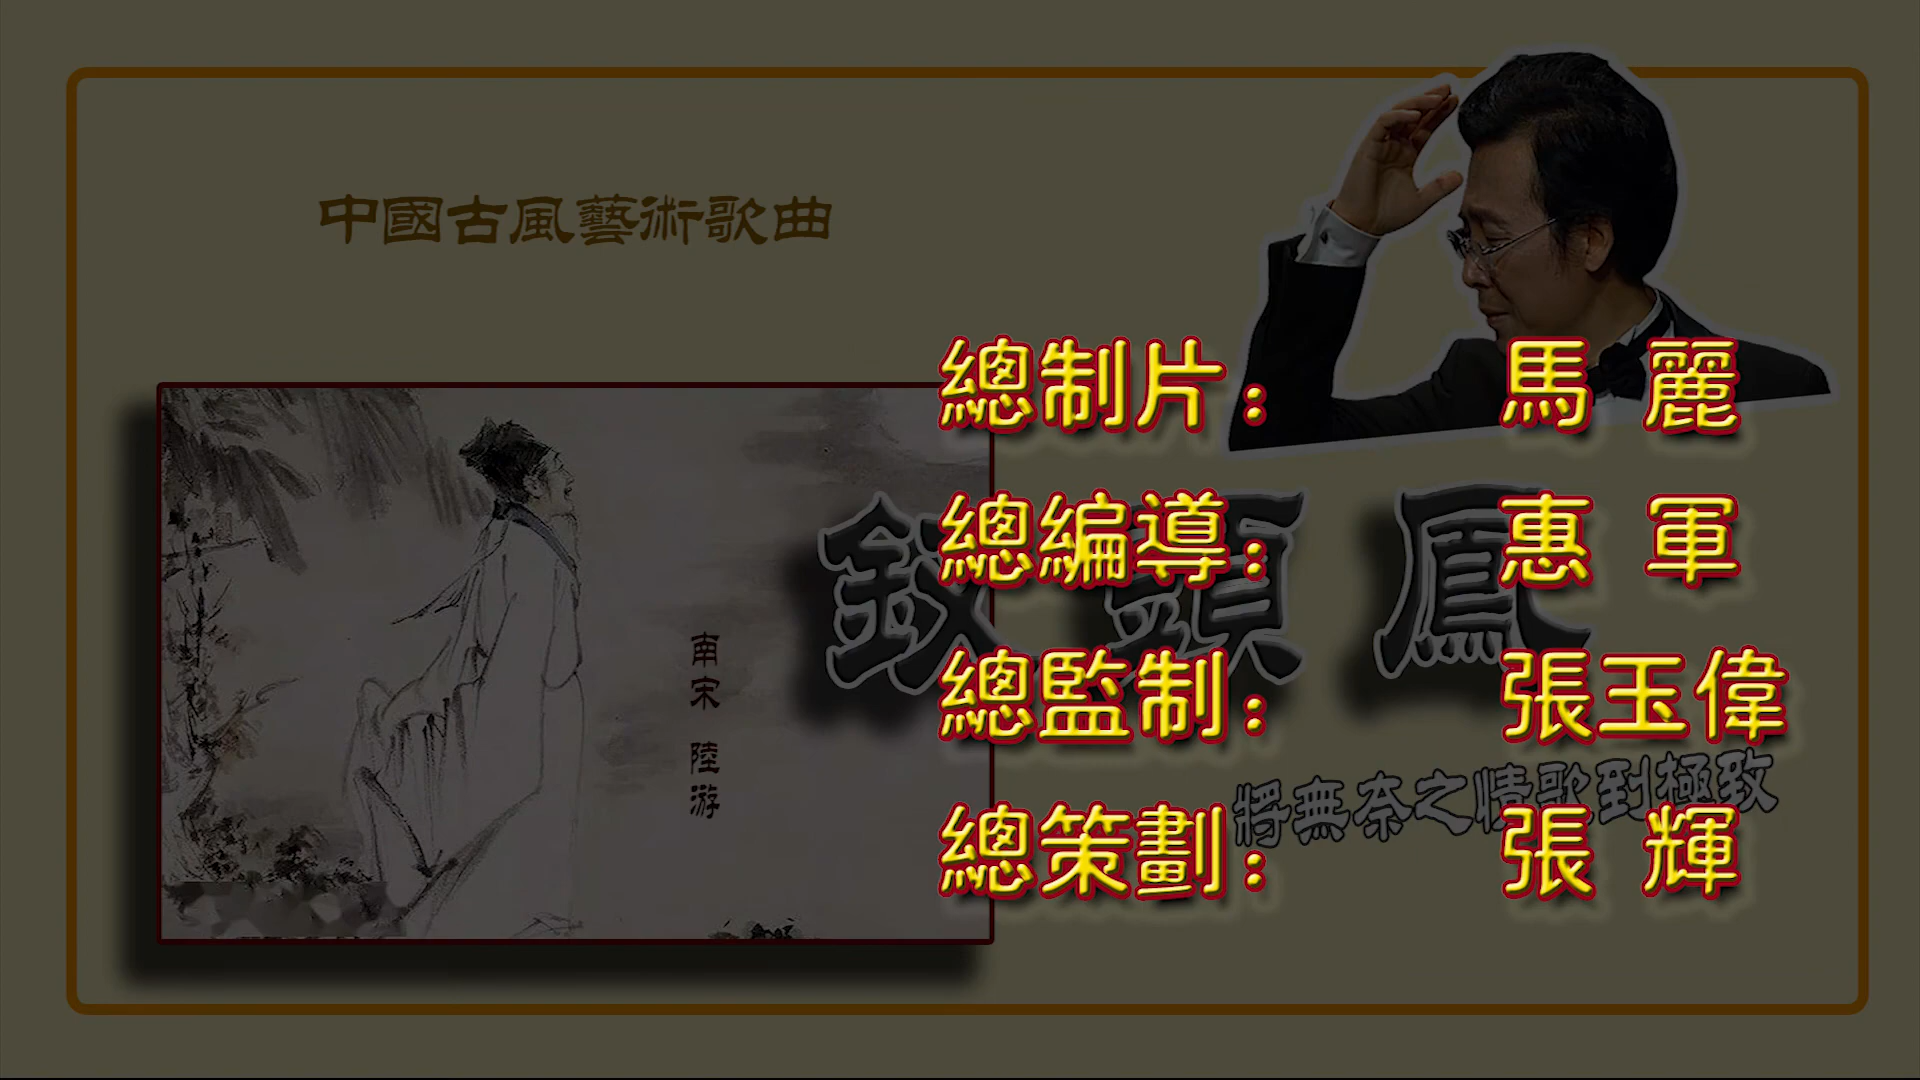 中國古風藝術歌曲
總制片： 馬 麗
總編導： 惠 軍
總監制： 張玉偉
總策劃： 張 輝
釵頭鳳
南宋 陸游
將無奈之情歌到極致